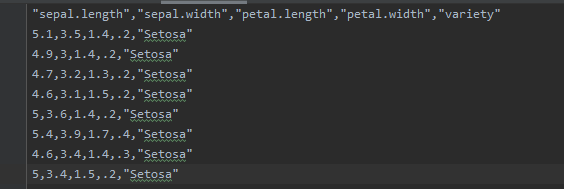 "sepal.length","sepal.width","petal.length","petal.width","variety"
5.1,3.5,1.4,.2,"Setosa"
4.9,3,1.4,.2,"Setosa"
4.7,3.2,1.3,.2,"Setosa"
4.6,3.1,1.5,.2,"Setosa"
5,3.6,1.4,.2,"Setosa"
5.4,3.9,1.7,.4,"Setosa"
4.6,3.4,1.4,.3,"Setosa"
5,3.4,1.5,.2,"Setosa"